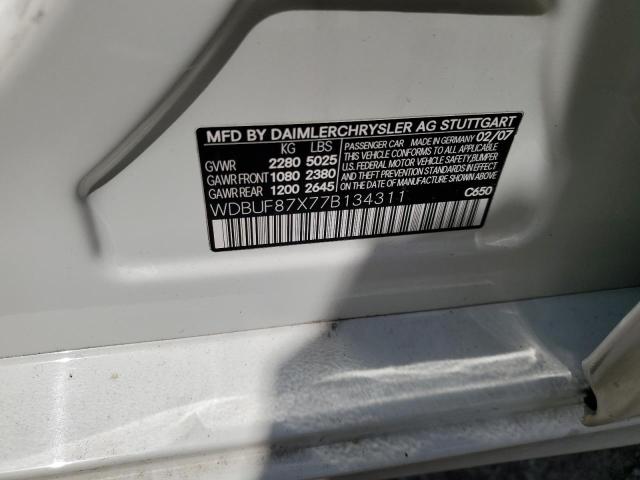 MFD BY DAIMLERCHRYSLER AG STUTTGART
KG LBS
GVWR 2280 5025
GAWR FRONT 1080 2380
GAWR REAR 1200 2645
PASSENGER CAR MADE IN GERMANY 02/07
THIS VEHICLE CONFORMS TO ALL APPLICABLE
U.S. FEDERAL MOTOR VEHICLE SAFETY, BUMPER
AND THEFT PREVENTION STANDARDS IN EFFECT
ON THE DATE OF MANUFACTURE SHOWN ABOVE.
WDBUF87X77B134311
C650